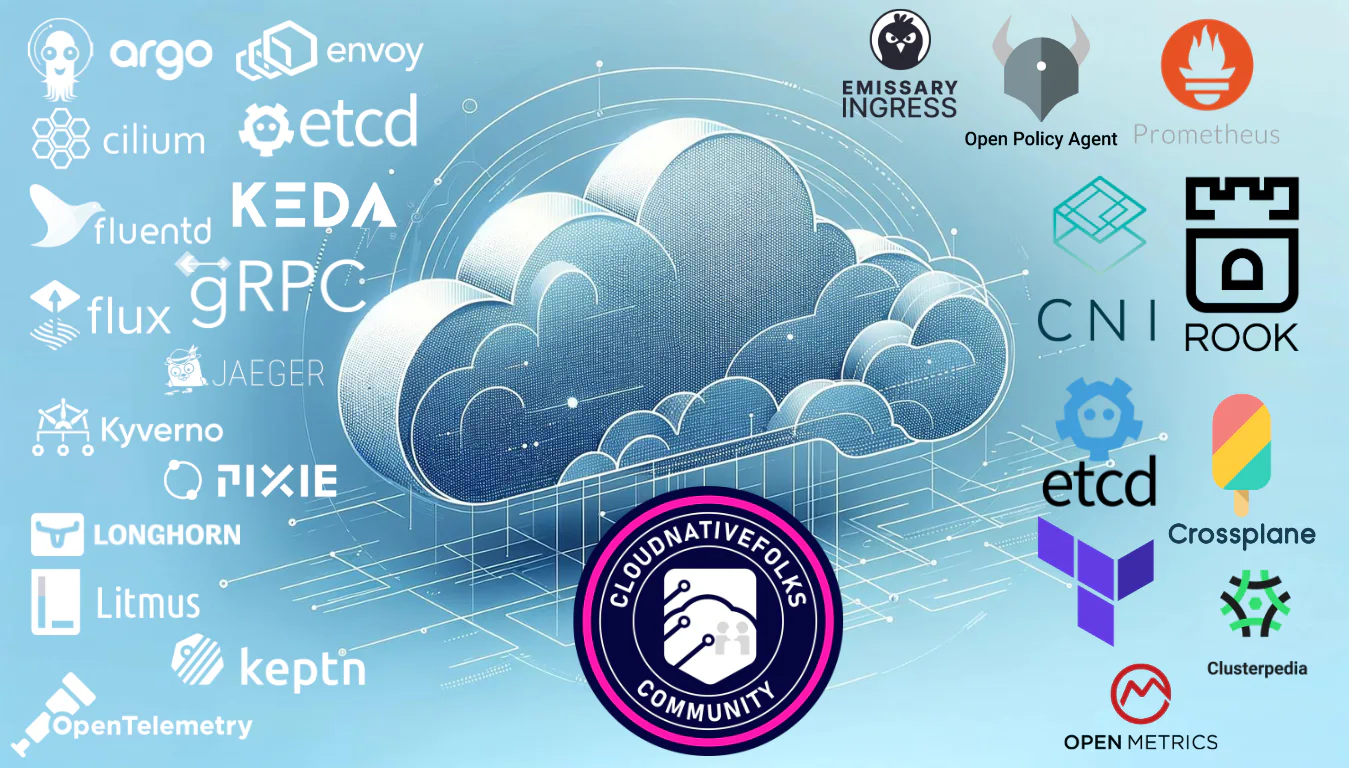 argo
envoy
cilium
etcd
fluentd
KEDA
gRPC
flux
JAEGER
Kyverno
PIXIE
LONGHORN
Litmus
keptn
OpenTelemetry
EMISSARY
INGRESS
Open Policy Agent
Prometheus
CNI
ROOK
etcd
Crossplane
Clusterpedia
OPEN METRICS
CLOUDNATIVEFOLKS
COMMUNITY